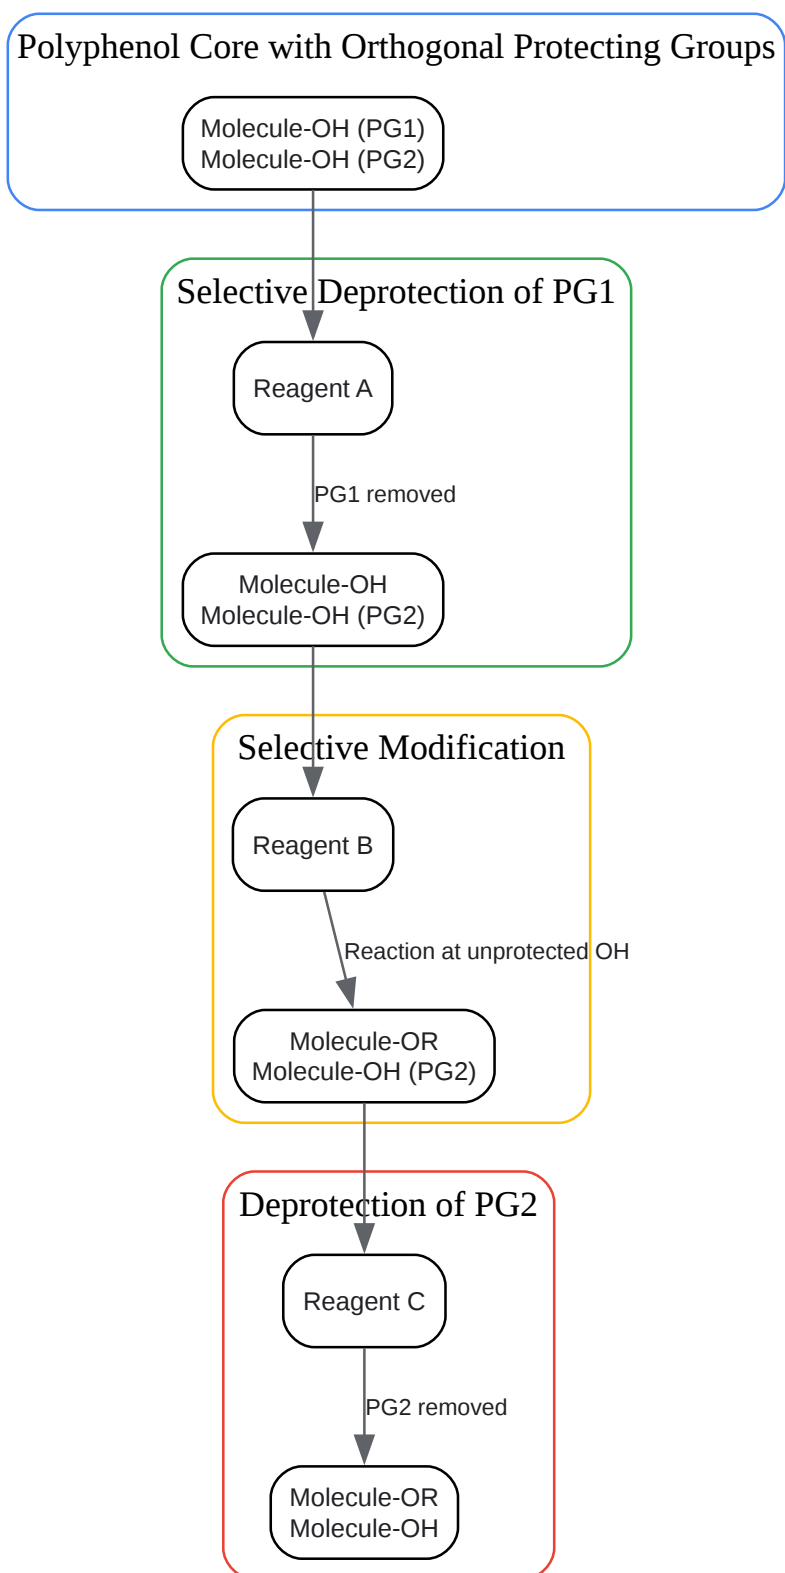 Polyphenol Core with Orthogonal Protecting Groups
Molecule-OH (PG1)
Molecule-OH (PG2)
Selective Deprotection of PG1
Reagent A
PG1 removed
Molecule-OH
Molecule-OH (PG2)
Selective Modification
Reagent B
Reaction at unprotected OH
Molecule-OR
Molecule-OH (PG2)
Deprotection of PG2
Reagent C
PG2 removed
Molecule-OR
Molecule-OH